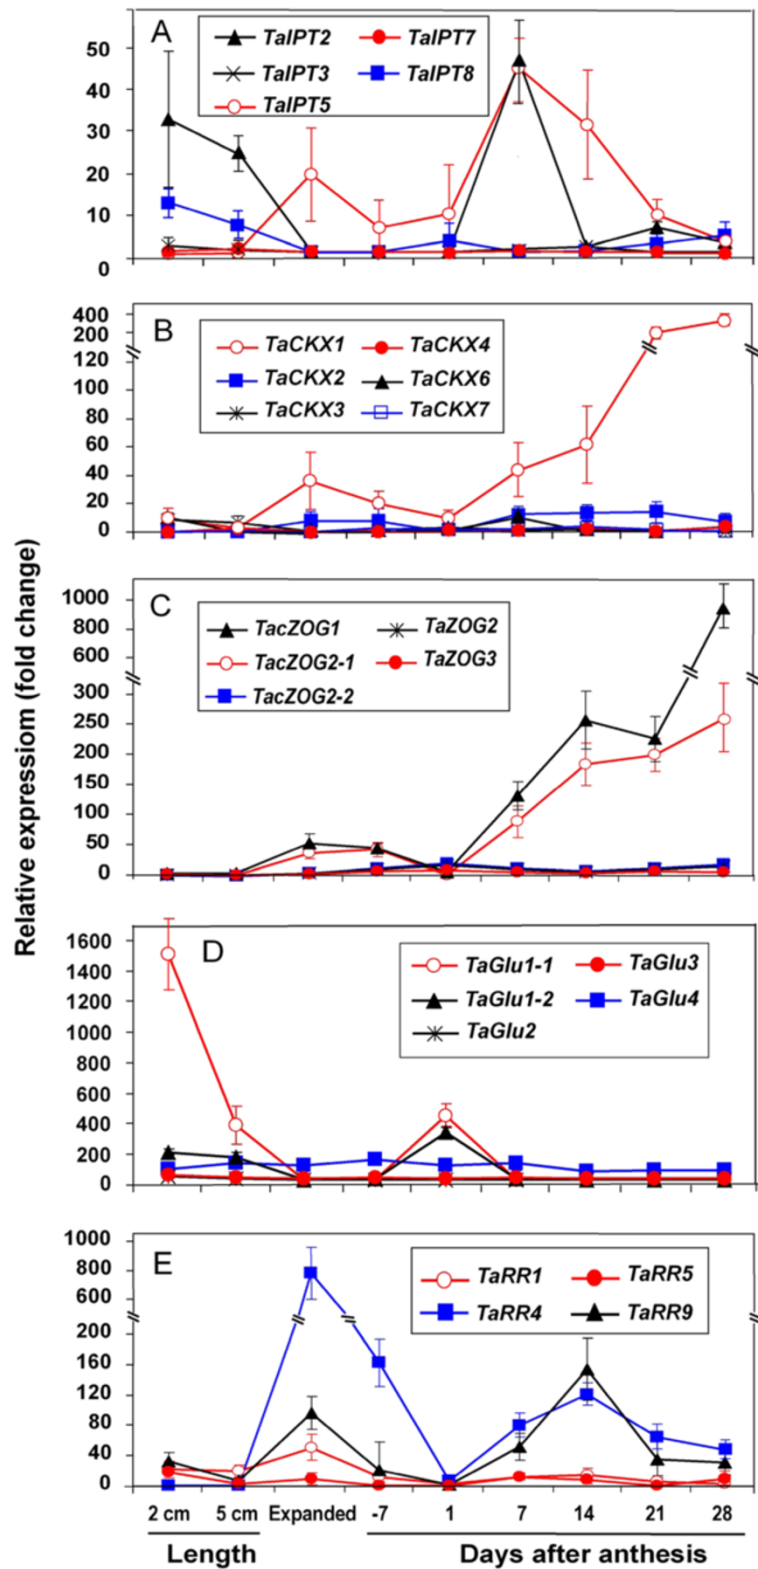 Relative expressiom (fold change)
A
TaIPT2 TaIPT7
TaIPT3 TaIPT8
TaIPT5
50
40
30
20
10
0
B
TaCKX1 TaCKX4
TaCKX2 TaCKX6
TaCKX3 TaCKX7
400
200
120
100
80
60
40
20
0
C
TacZOG1 TaZOG2
TacZOG2-1 TaZOG3
TacZOG2-2
1000
800
600
300
250
200
150
100
50
0
D
TaGlu1-1 TaGlu3
TaGlu1-2 TaGlu4
TaGlu2
1600
1400
1200
1000
800
600
400
200
0
E
TaRR1 TaRR5
TaRR4 TaRR9
1000
800
600
200
160
120
80
40
0
2 cm 5 cm Expanded -7 1 7 14 21 28
Length Days after anthesis